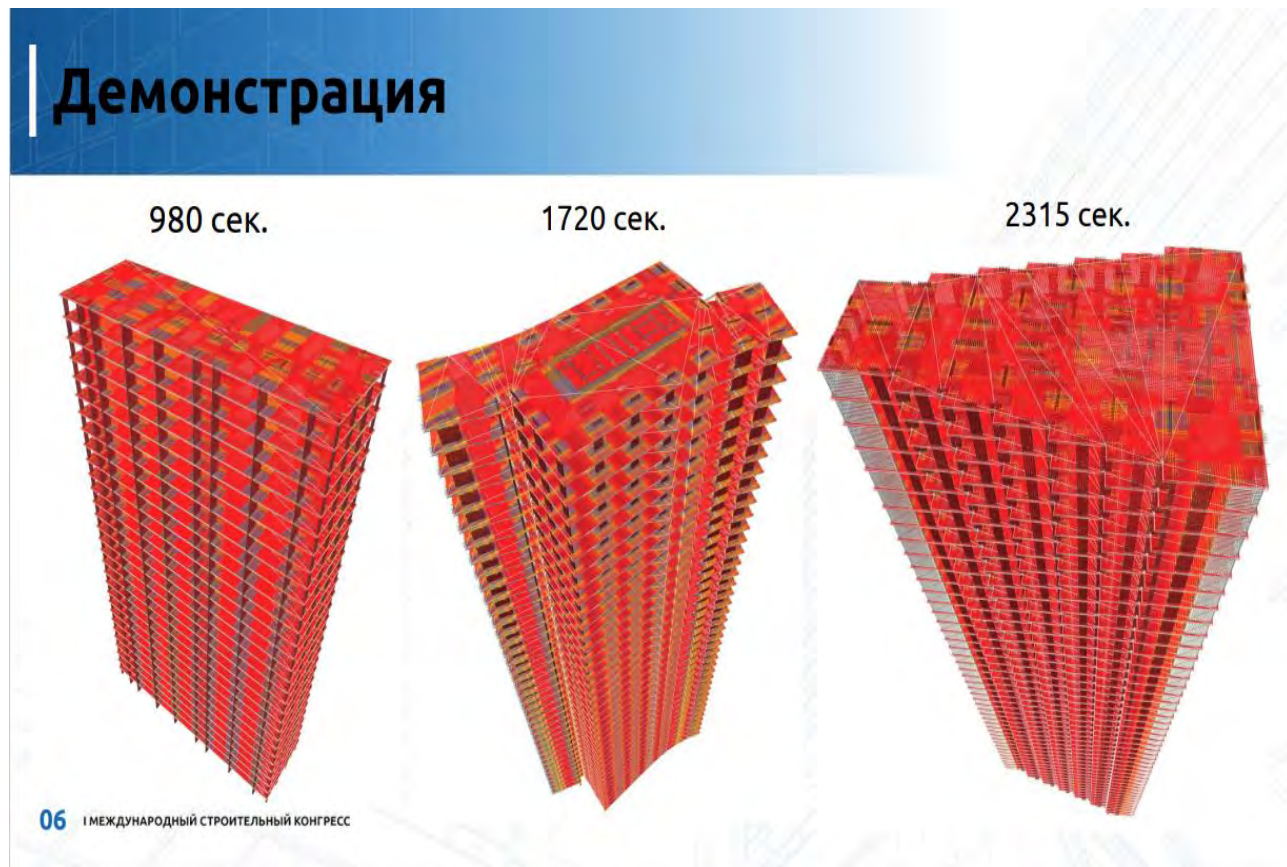 Демонстрация
980 сек.
1720 сек.
2315 сек.
06 I МЕЖДУНАРОДНЫЙ СТРОИТЕЛЬНЫЙ КОНГРЕСС